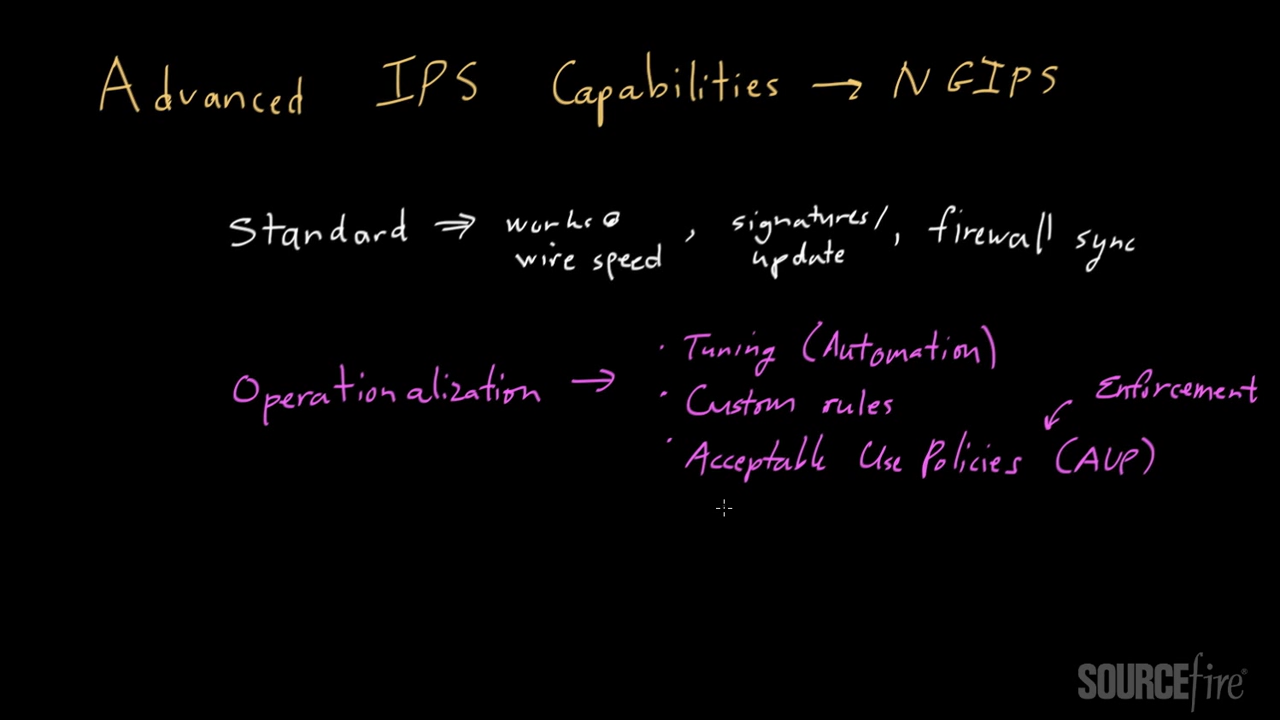 Advanced IPS Capabilities → NGIPS
Standard ⇒ works @ wire speed, signatures/update, firewall sync
Operationalization →
· Tuning (Automation)
· Custom rules
Enforcement
· Acceptable Use Policies (AUP)
SOURCEfire®